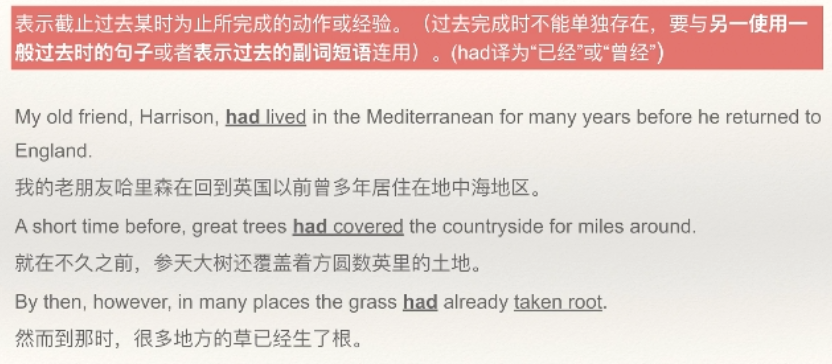 表示截止过去某时为止所完成的动作或经验。（过去完成时不能单独存在，要与另一使用一
般过去时的句子或者表示过去的副词短语连用）。(had译为“已经”或“曾经”)
My old friend, Harrison, had lived in the Mediterranean for many years before he returned to
England.
我的老朋友哈里森在回到英国以前曾多年居住在地中海地区。
A short time before, great trees had covered the countryside for miles around.
就在不久之前，参天大树还覆盖着方圆数英里的土地。
By then, however, in many places the grass had already taken root.
然而到那时，很多地方的草已经生了根。